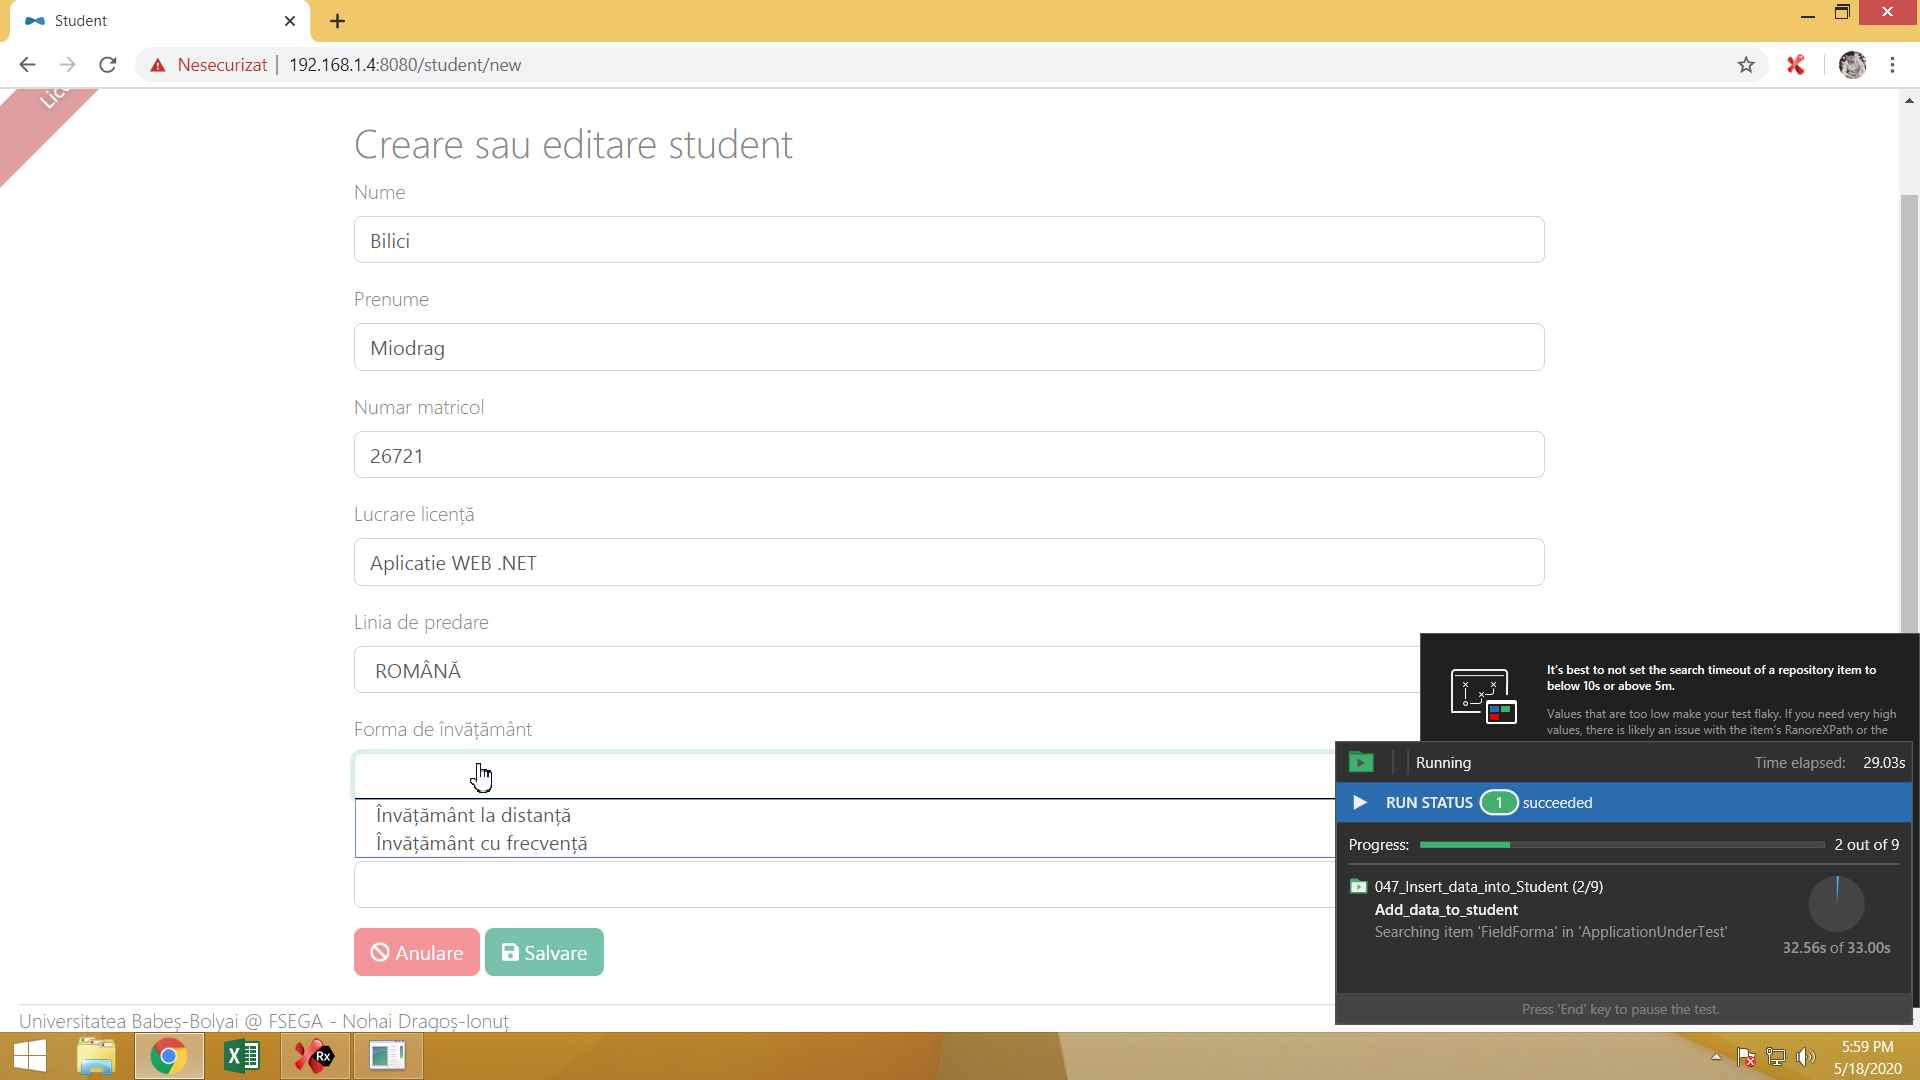 Student
Nesecurizat
192.168.1.4:8080/student/new
Creare sau editare student
Nume
Bilici
Prenume
Miodrag
Numar matricol
26721
Lucrare licență
Aplicatie WEB .NET
Linia de predare
ROMÂNĂ
Forma de învățământ
Învățământ la distanță
Învățământ cu frecvență
Anulare
Salvare
Universitatea Babeș-Bolyai @ FSEGA - Nohai Dragoș-Ionuț
It's best to not set the search timeout of a repository item to
below 10s or above 5m.
Values that are too low make your test flaky. If you need very high
values, there is likely an issue with the item's RanoreXPath or the
Running
Time elapsed: 29.03s
RUN STATUS 1 succeeded
Progress: 2 out of 9
047_Insert_data_into_Student (2/9)
Add_data_to_student
Searching item 'FieldForma' in 'ApplicationUnderTest'
32.56s of 33.00s
Press 'End' key to pause the test.
Rx
5:59 PM
5/18/2020